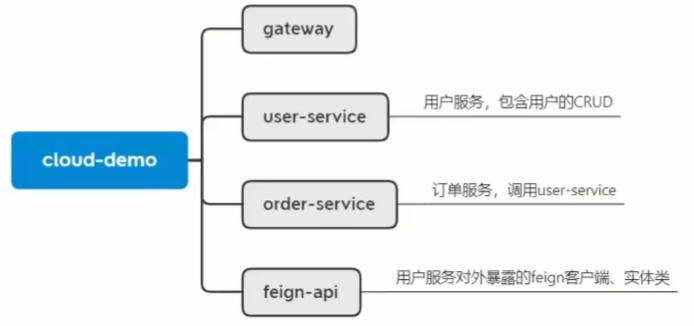 gateway
user-service
用户服务，包含用户的CRUD
cloud-demo
order-service
订单服务，调用user-service
feign-api
用户服务对外暴露的feign客户端、实体类